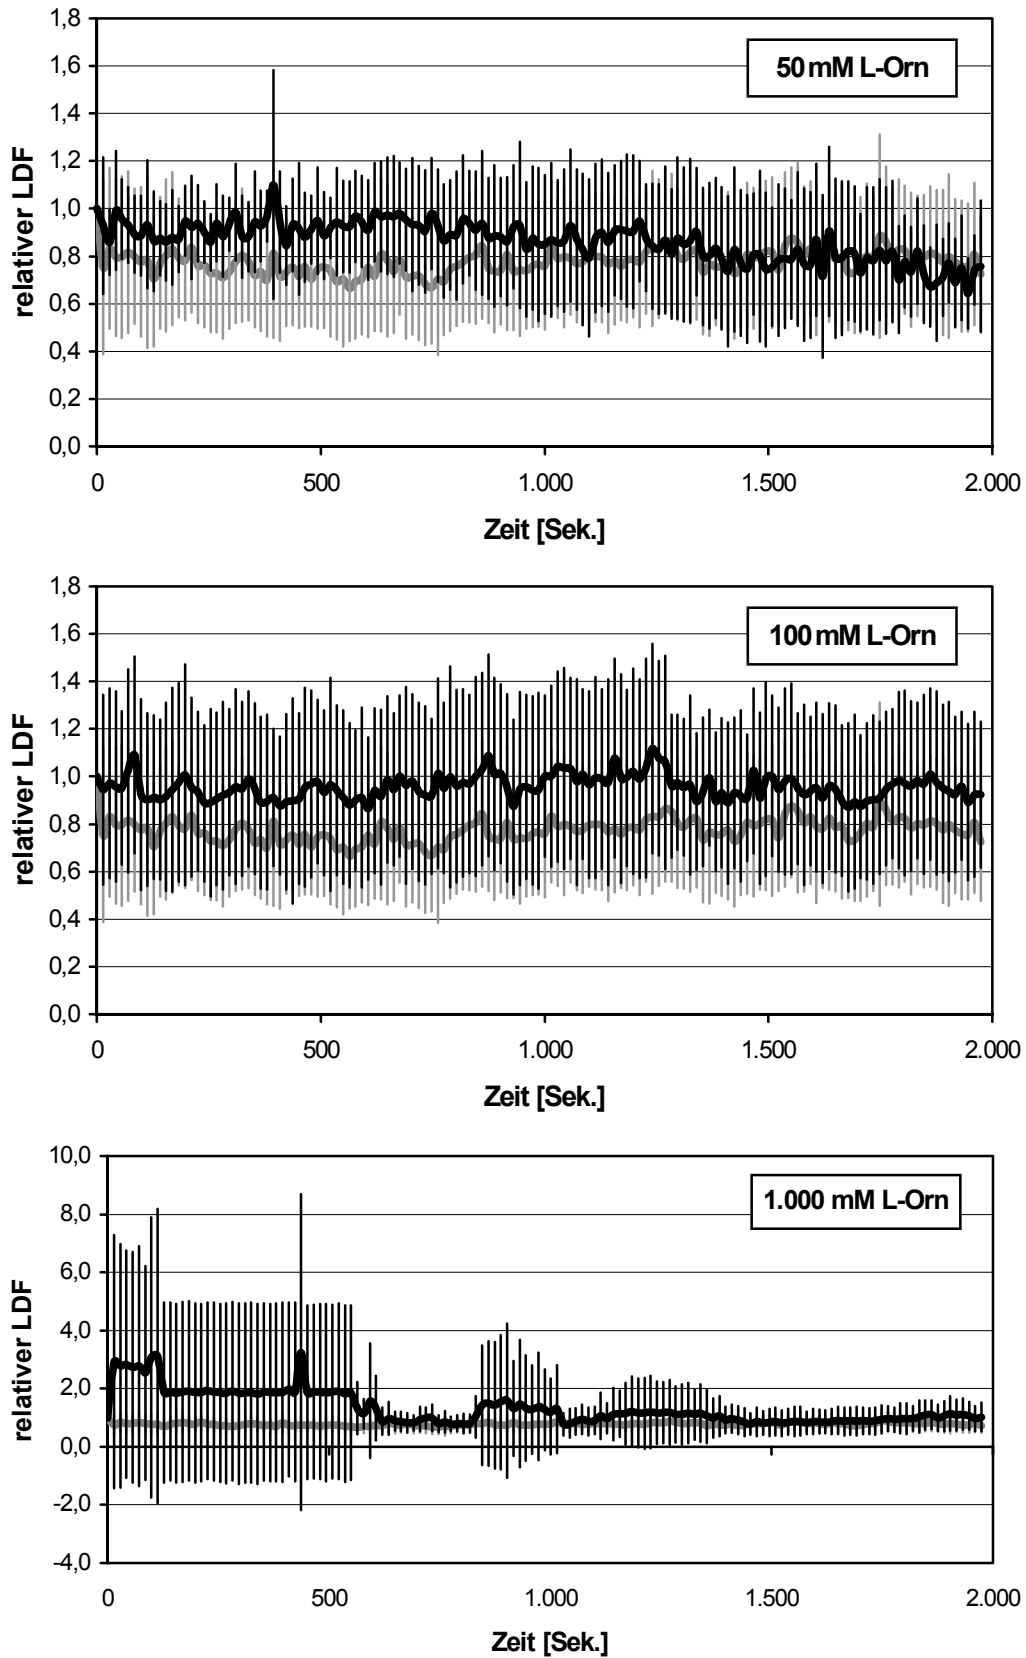 1,8
1,6
1,4
1,2
1,0
0,8
0,6
0,4
0,2
0,0
relativer LDF
50 mM L-Orn
0 500 1.000 1.500 2.000
Zeit [Sek.]
1,8
1,6
1,4
1,2
1,0
0,8
0,6
0,4
0,2
0,0
relativer LDF
100 mM L-Orn
0 500 1.000 1.500 2.000
Zeit [Sek.]
10,0
8,0
6,0
4,0
2,0
0,0
-2,0
-4,0
relativer LDF
1.000 mM L-Orn
0 500 1.000 1.500 2.000
Zeit [Sek.]